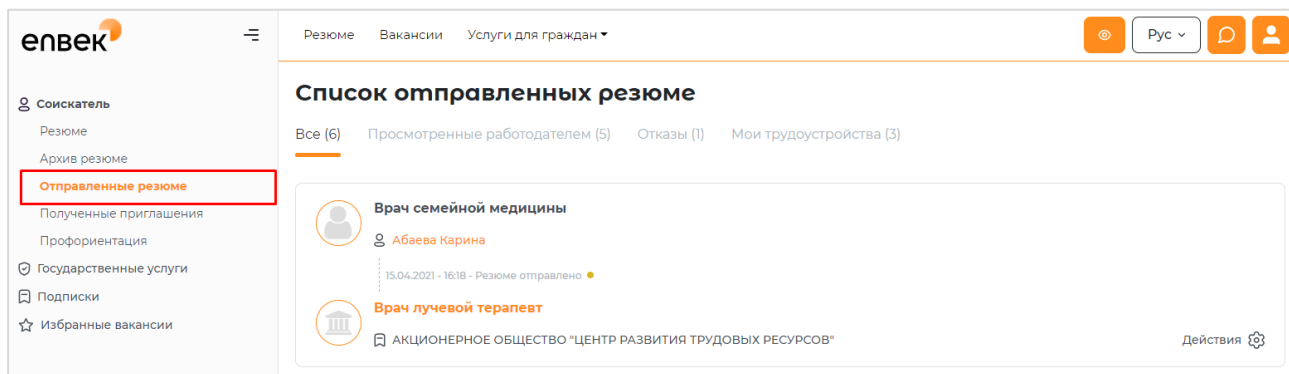 enbek
Резюме Вакансии Услуги для граждан
Рус
Соискатель
Резюме
Архив резюме
Отправленные резюме
Полученные приглашения
Профориентация
Государственные услуги
Подписки
Избранные вакансии
Список отправленных резюме
Все (6) Просмотренные работодателем (5) Отказы (1) Мои трудоустройства (3)
Врач семейной медицины
Абаева Карина
15.04.2021 - 16:18 - Резюме отправлено
Врач лучевой терапевт
АКЦИОНЕРНОЕ ОБЩЕСТВО "ЦЕНТР РАЗВИТИЯ ТРУДОВЫХ РЕСУРСОВ"
Действия